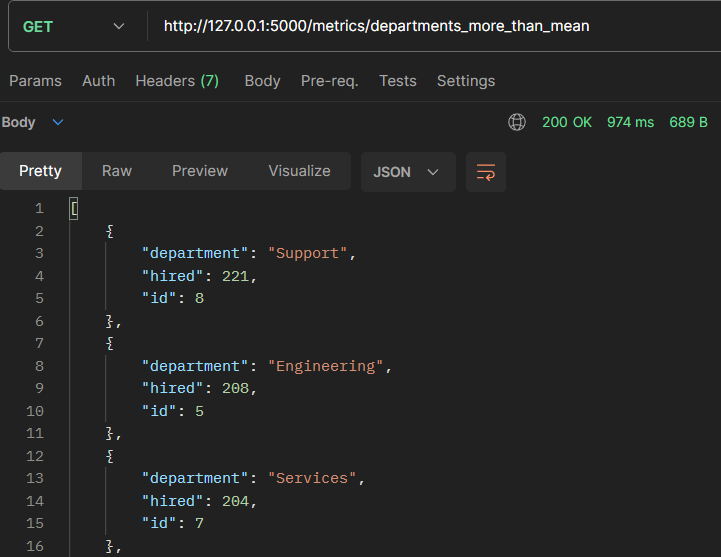 GET http://127.0.0.1:5000/metrics/departments_more_than_mean
Params Auth Headers (7) Body Pre-req. Tests Settings
Body 200 OK 974 ms 689 B
Pretty Raw Preview Visualize JSON
1 [
2 {
3 "department": "Support",
4 "hired": 221,
5 "id": 8
6 },
7 {
8 "department": "Engineering",
9 "hired": 208,
10 "id": 5
11 },
12 {
13 "department": "Services",
14 "hired": 204,
15 "id": 7
16 },